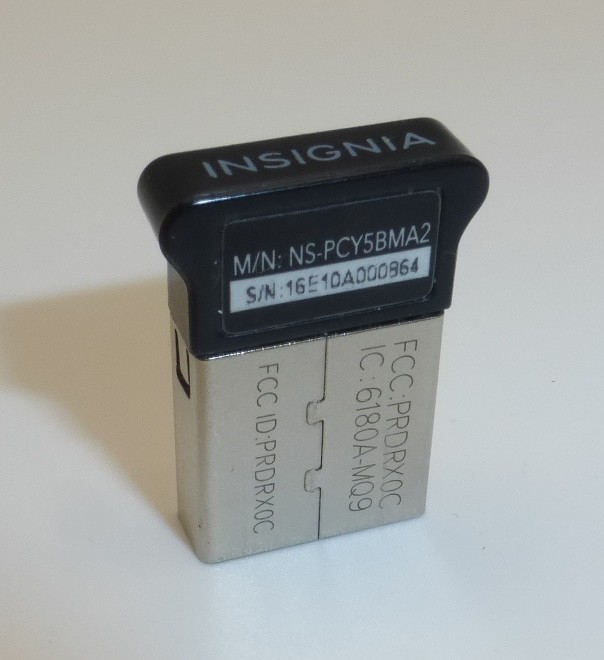 INSIGNIA
M/N: NS-PCY5BMA2
S/N:16E10A000864
FCC ID:PRDRX0C
FCC:PRDRX0C
IC:6180A-MQ9